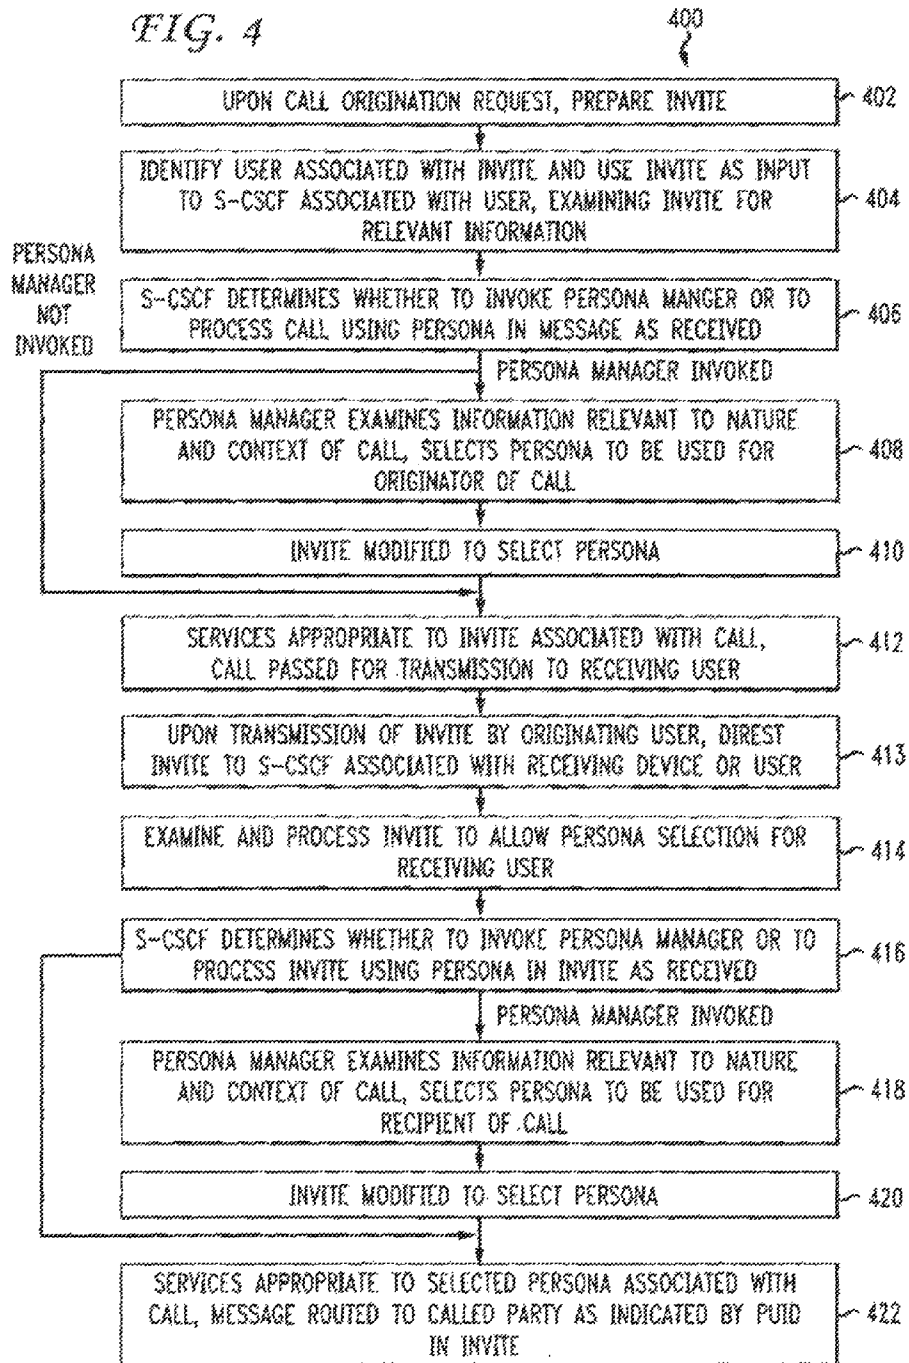 FIG. 4
400
UPON CALL ORIGINATION REQUEST, PREPARE INVITE
402
IDENTIFY USER ASSOCIATED WITH INVITE AND USE INVITE AS INPUT
TO S-CSCF ASSOCIATED WITH USER, EXAMINING INVITE FOR
RELEVANT INFORMATION
404
PERSONA
MANAGER
NOT
INVOKED
S-CSCF DETERMINES WHETHER TO INVOKE PERSONA MANGER OR TO
PROCESS CALL USING PERSONA IN MESSAGE AS RECEIVED
406
PERSONA MANAGER INVOKED
PERSONA MANAGER EXAMINES INFORMATION RELEVANT TO NATURE
AND CONTEXT OF CALL, SELECTS PERSONA TO BE USED FOR
ORIGINATOR OF CALL
408
INVITE MODIFIED TO SELECT PERSONA
410
SERVICES APPROPRIATE TO INVITE ASSOCIATED WITH CALL,
CALL PASSED FOR TRANSMISSION TO RECEIVING USER
412
UPON TRANSMISSION OF INVITE BY ORIGINATING USER, DIREST
INVITE TO S-CSCF ASSOCIATED WITH RECEIVING DEVICE OR USER
413
EXAMINE AND PROCESS INVITE TO ALLOW PERSONA SELECTION FOR
RECEIVING USER
414
S-CSCF DETERMINES WHETHER TO INVOKE PERSONA MANAGER OR TO
PROCESS INVITE USING PERSONA IN INVITE AS RECEIVED
416
PERSONA MANAGER INVOKED
PERSONA MANAGER EXAMINES INFORMATION RELEVANT TO NATURE
AND CONTEXT OF CALL, SELECTS PERSONA TO BE USED FOR
RECIPIENT OF CALL
418
INVITE MODIFIED TO SELECT PERSONA
420
SERVICES APPROPRIATE TO SELECTED PERSONA ASSOCIATED WITH
CALL, MESSAGE ROUTED TO CALLED PARTY AS INDICATED BY PUID
IN INVITE
422